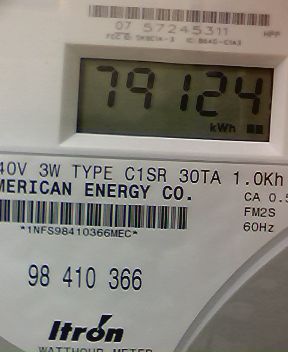 07 57245311
79124
kWh
40V 3W TYPE C1SR 30TA 1.0Kh
MERICAN ENERGY CO.
CA 0.5
FM2S
60Hz
*1NFS98410366MEC*
98 410 366
Itrón
WATTHOUR METER